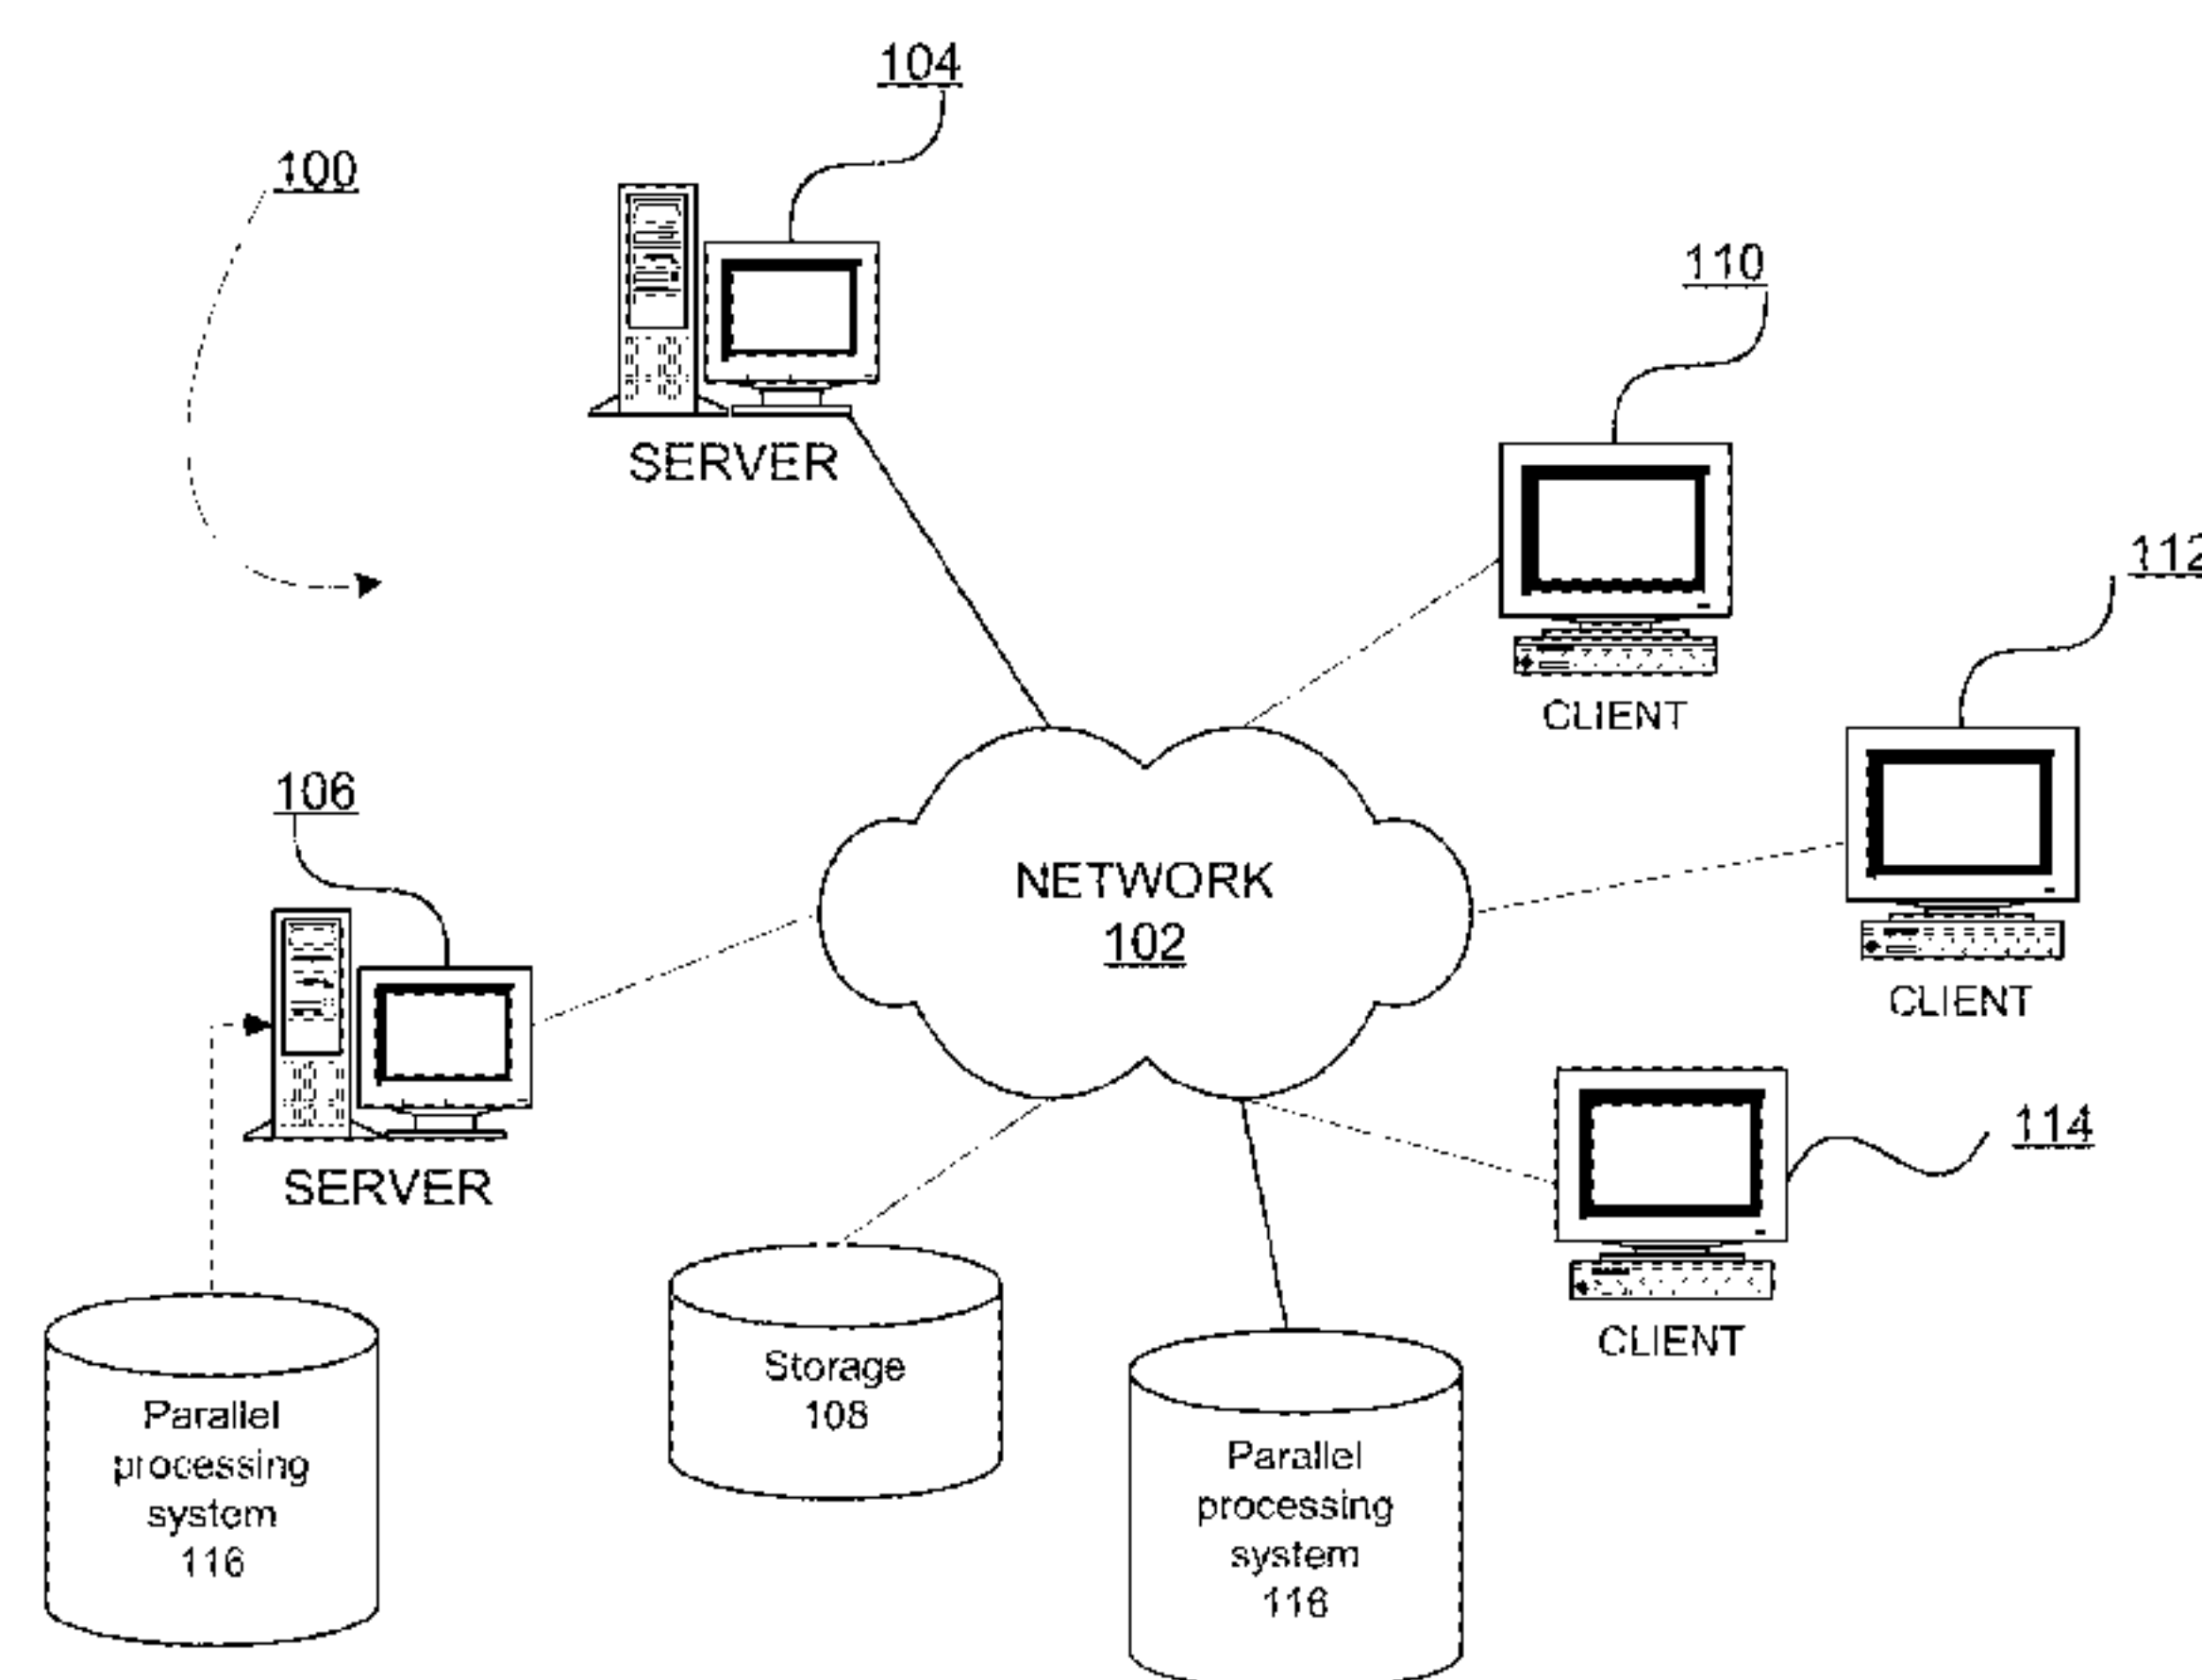 104
100
110
SERVER
112
CLIENT
106
NETWORK
102
CLIENT
114
SERVER
CLIENT
Storage
108
Parallel
processing
system
116
Parallel
processing
system
116